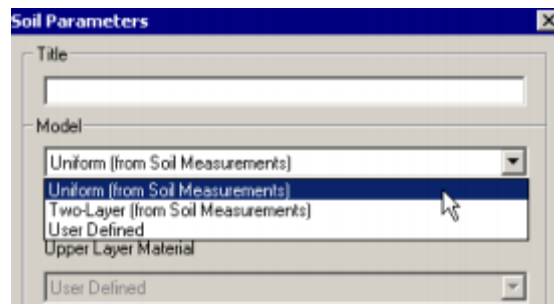 Soil Parameters
Title
Model
Uniform (from Soil Measurements)
Uniform (from Soil Measurements)
Two-Layer (from Soil Measurements)
User Defined
Upper Layer Material
User Defined